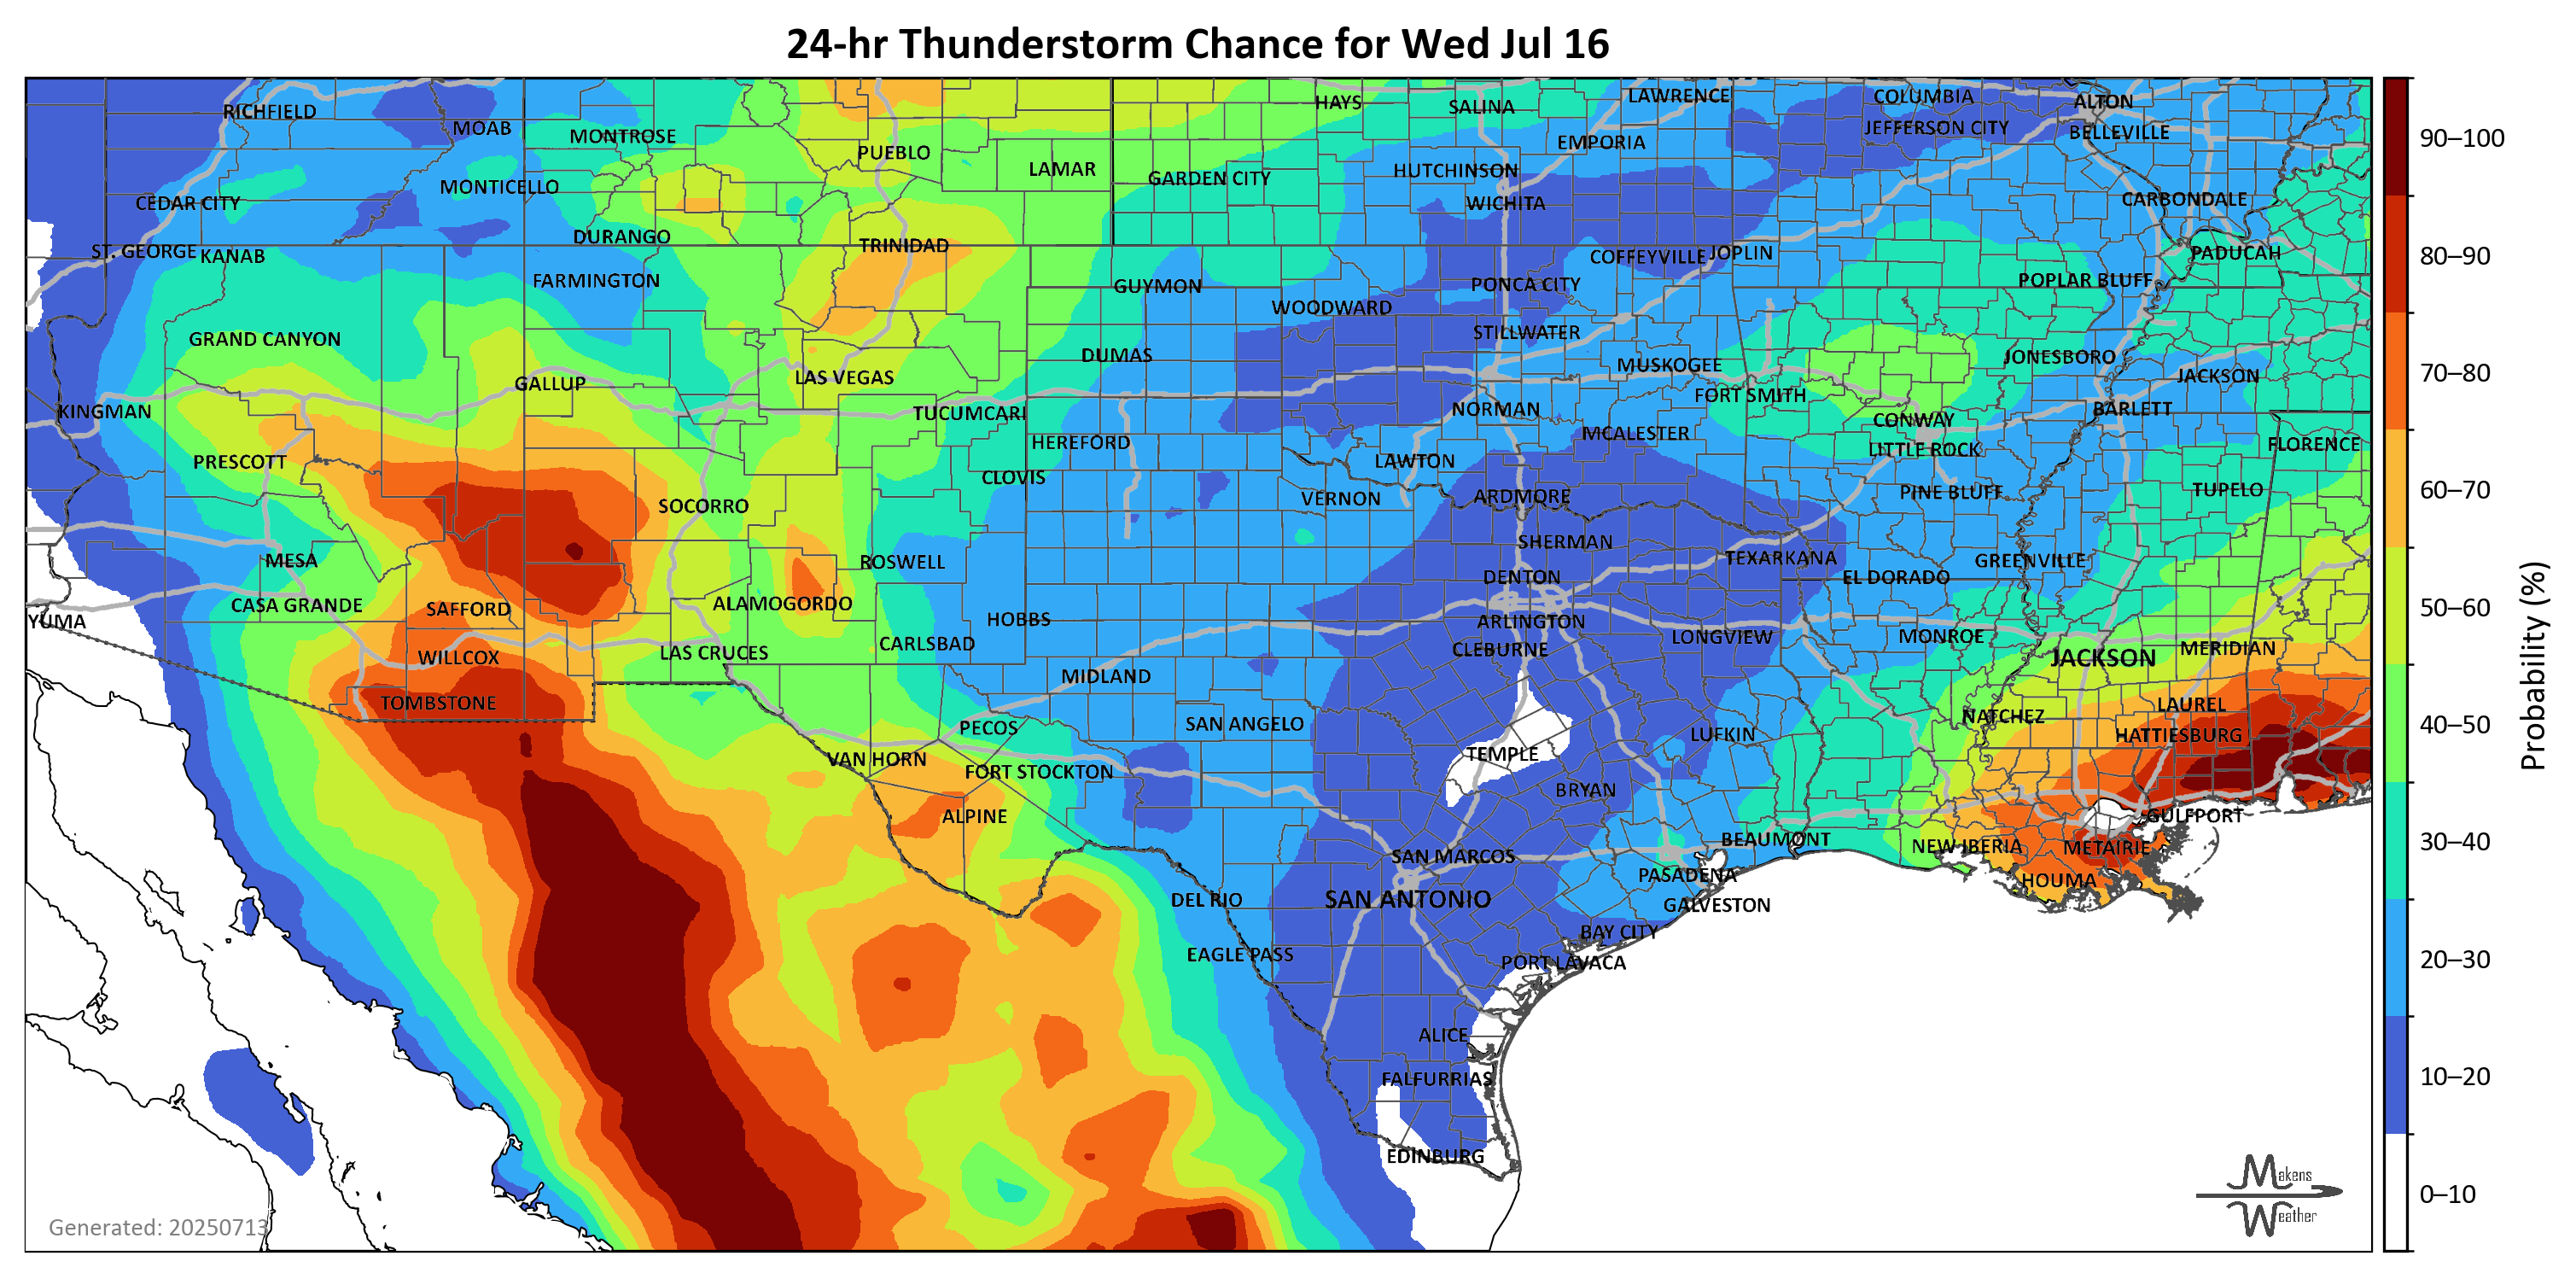 24-hr Thunderstorm Chance for Wed Jul 16
RICHFIELD
MOAB
MONTROSE
PUEBLO
LAMAR
HAYS
SALINA
LAWRENCE
COLUMBIA
ALTON
JEFFERSON CITY
BELLEVILLE
EMPORIA
HUTCHINSON
GARDEN CITY
MONTICELLO
CEDAR CITY
WICHITA
CARBONDALE
DURANGO
TRINIDAD
ST. GEORGE
KANAB
COFFEYVILLE
JOPLIN
PADUCAH
FARMINGTON
GUYMON
PONCA CITY
POPLAR BLUFF
WOODWARD
STILLWATER
GRAND CANYON
DUMAS
MUSKOGEE
JONESBORO
JACKSON
GALLUP
LAS VEGAS
FORT SMITH
KINGMAN
TUCUMCARI
NORMAN
CONWAY
BARLETT
HEREFORD
MCALESTER
LITTLE ROCK
FLORENCE
PRESCOTT
CLOVIS
LAWTON
SOCORRO
VERNON
ARDMORE
PINE BLUFF
TUPELO
SHERMAN
MESA
ROSWELL
TEXARKANA
GREENVILLE
DENTON
EL DORADO
CASA GRANDE
SAFFORD
ALAMOGORDO
YUMA
HOBBS
ARLINGTON
CARLSBAD
CLEBURNE
LONGVIEW
MONROE
WILLCOX
LAS CRUCES
JACKSON
MERIDIAN
MIDLAND
TOMBSTONE
PECOS
SAN ANGELO
LUFKIN
NATCHEZ
LAUREL
HATTIESBURG
VAN HORN
FORT STOCKTON
TEMPLE
BRYAN
ALPINE
GULFPORT
BEAUMONT
NEW IBERIA
METAIRIE
SAN MARCOS
PASADENA
HOUMA
DEL RIO
SAN ANTONIO
GALVESTON
EAGLE PASS
BAY CITY
PORT LAVACA
ALICE
FALFURRIAS
EDINBURG
Generated: 20250713
Makens
Weather
90–100
80–90
70–80
60–70
50–60
40–50
30–40
20–30
10–20
0–10
Probability (%)